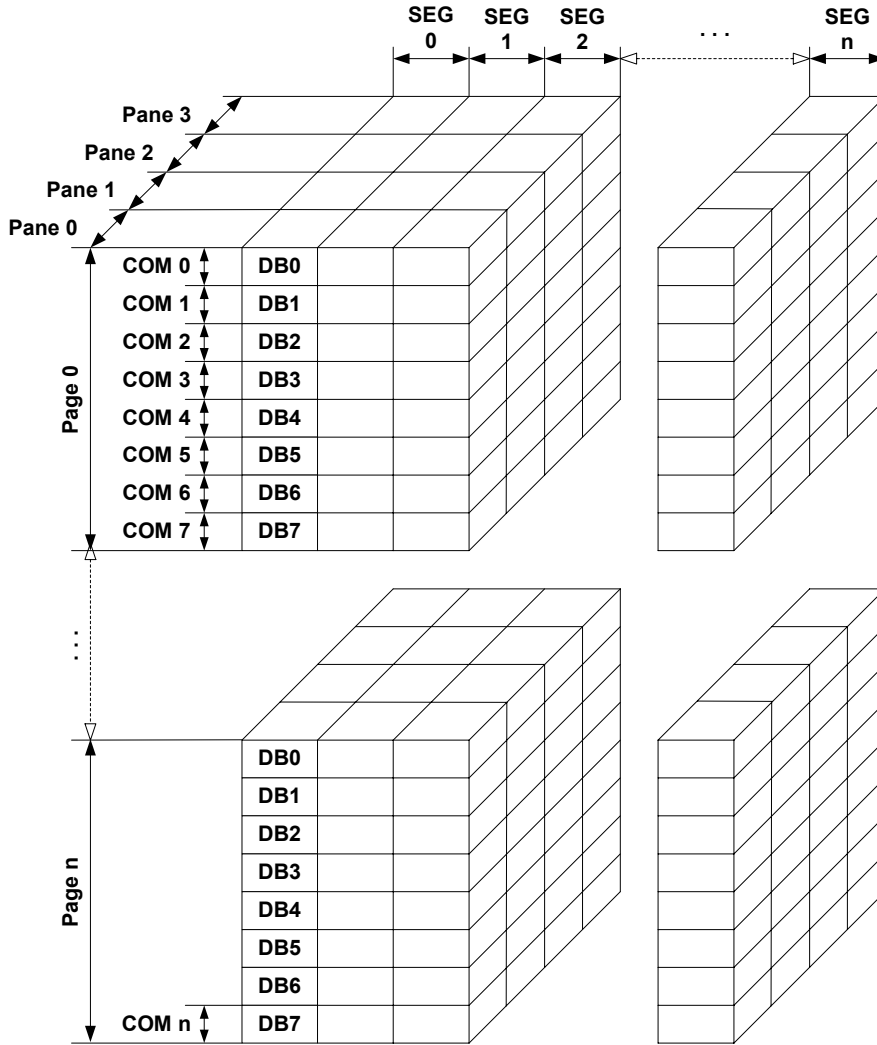 SEG 0
SEG 1
SEG 2
. . .
SEG n
Pane 3
Pane 2
Pane 1
Pane 0
Page 0
COM 0 DB0
COM 1 DB1
COM 2 DB2
COM 3 DB3
COM 4 DB4
COM 5 DB5
COM 6 DB6
COM 7 DB7
. . .
Page n
DB0
DB1
DB2
DB3
DB4
DB5
DB6
COM n DB7